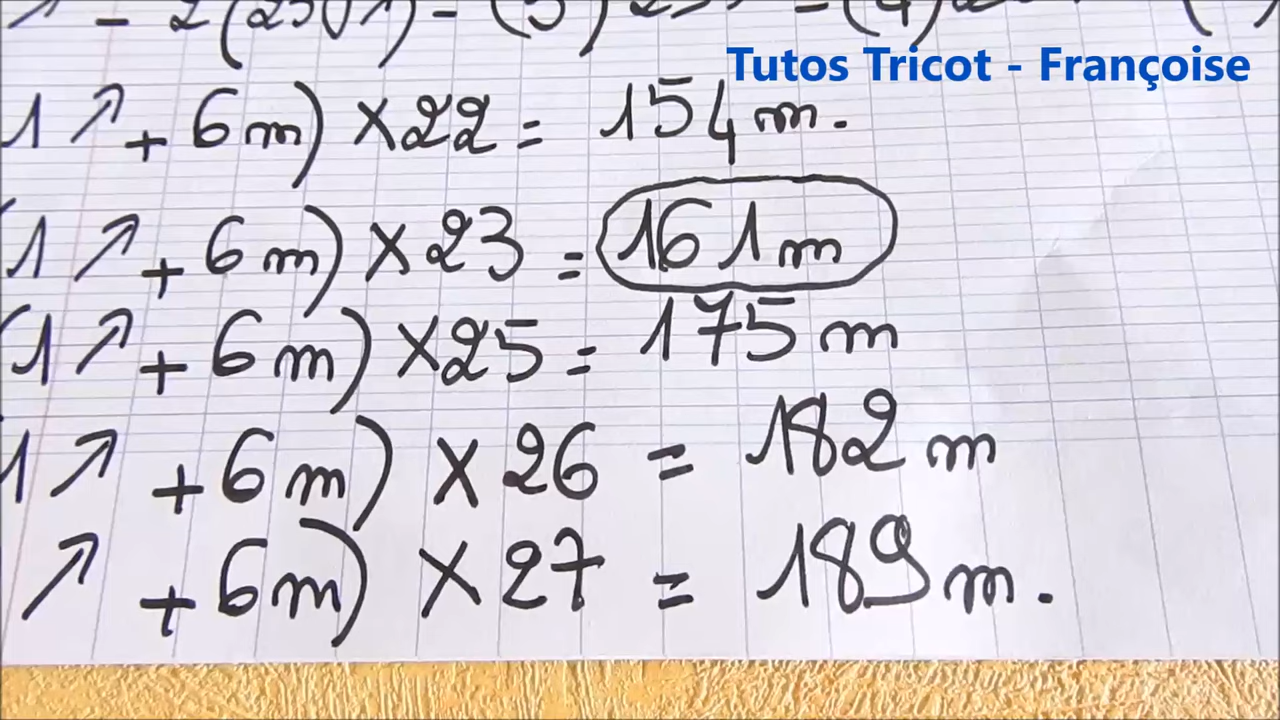 Tutos Tricot - Françoise
1 ↗ + 6 m) ×22 = 154 m.
(1 ↗ + 6 m) ×23 = 161 m
(1 ↗ + 6 m) ×25 = 175 m
1 ↗ + 6 m) × 26 = 182 m
↗ + 6 m) × 27 = 189 m.